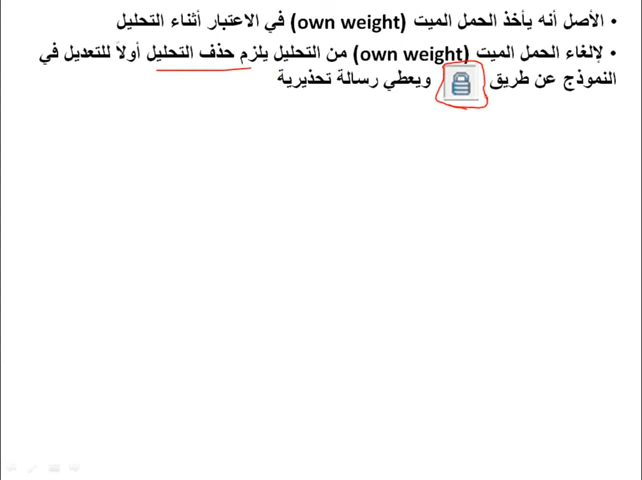 • الأصل أنه يأخذ الحمل الميت (own weight) في الاعتبار أثناء التحليل
• لإلغاء الحمل الميت (own weight) من التحليل يلزم حذف التحليل أولاً للتعديل في
النموذج عن طريق ويعطي رسالة تحذيرية